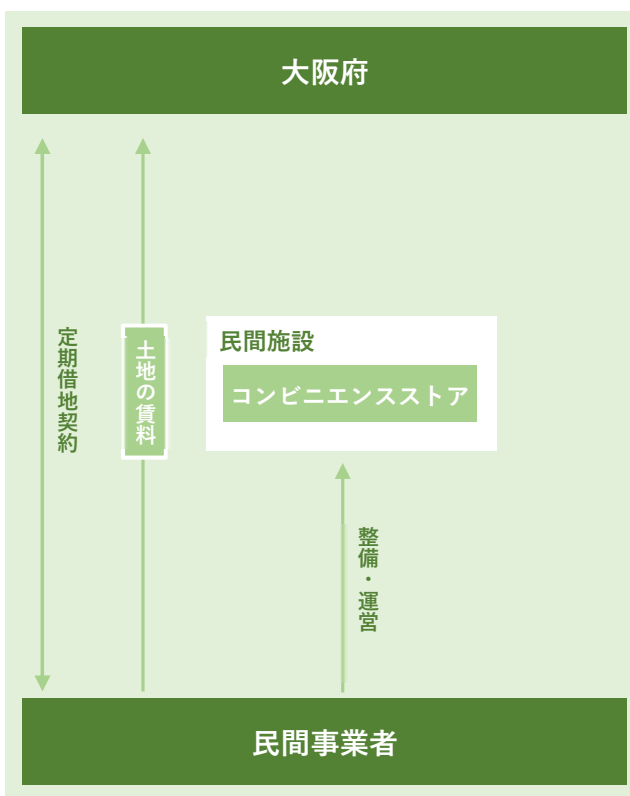 大阪府
定期借地契約
土地の賃料
民間施設
コンビニエンスストア
整備・運営
民間事業者